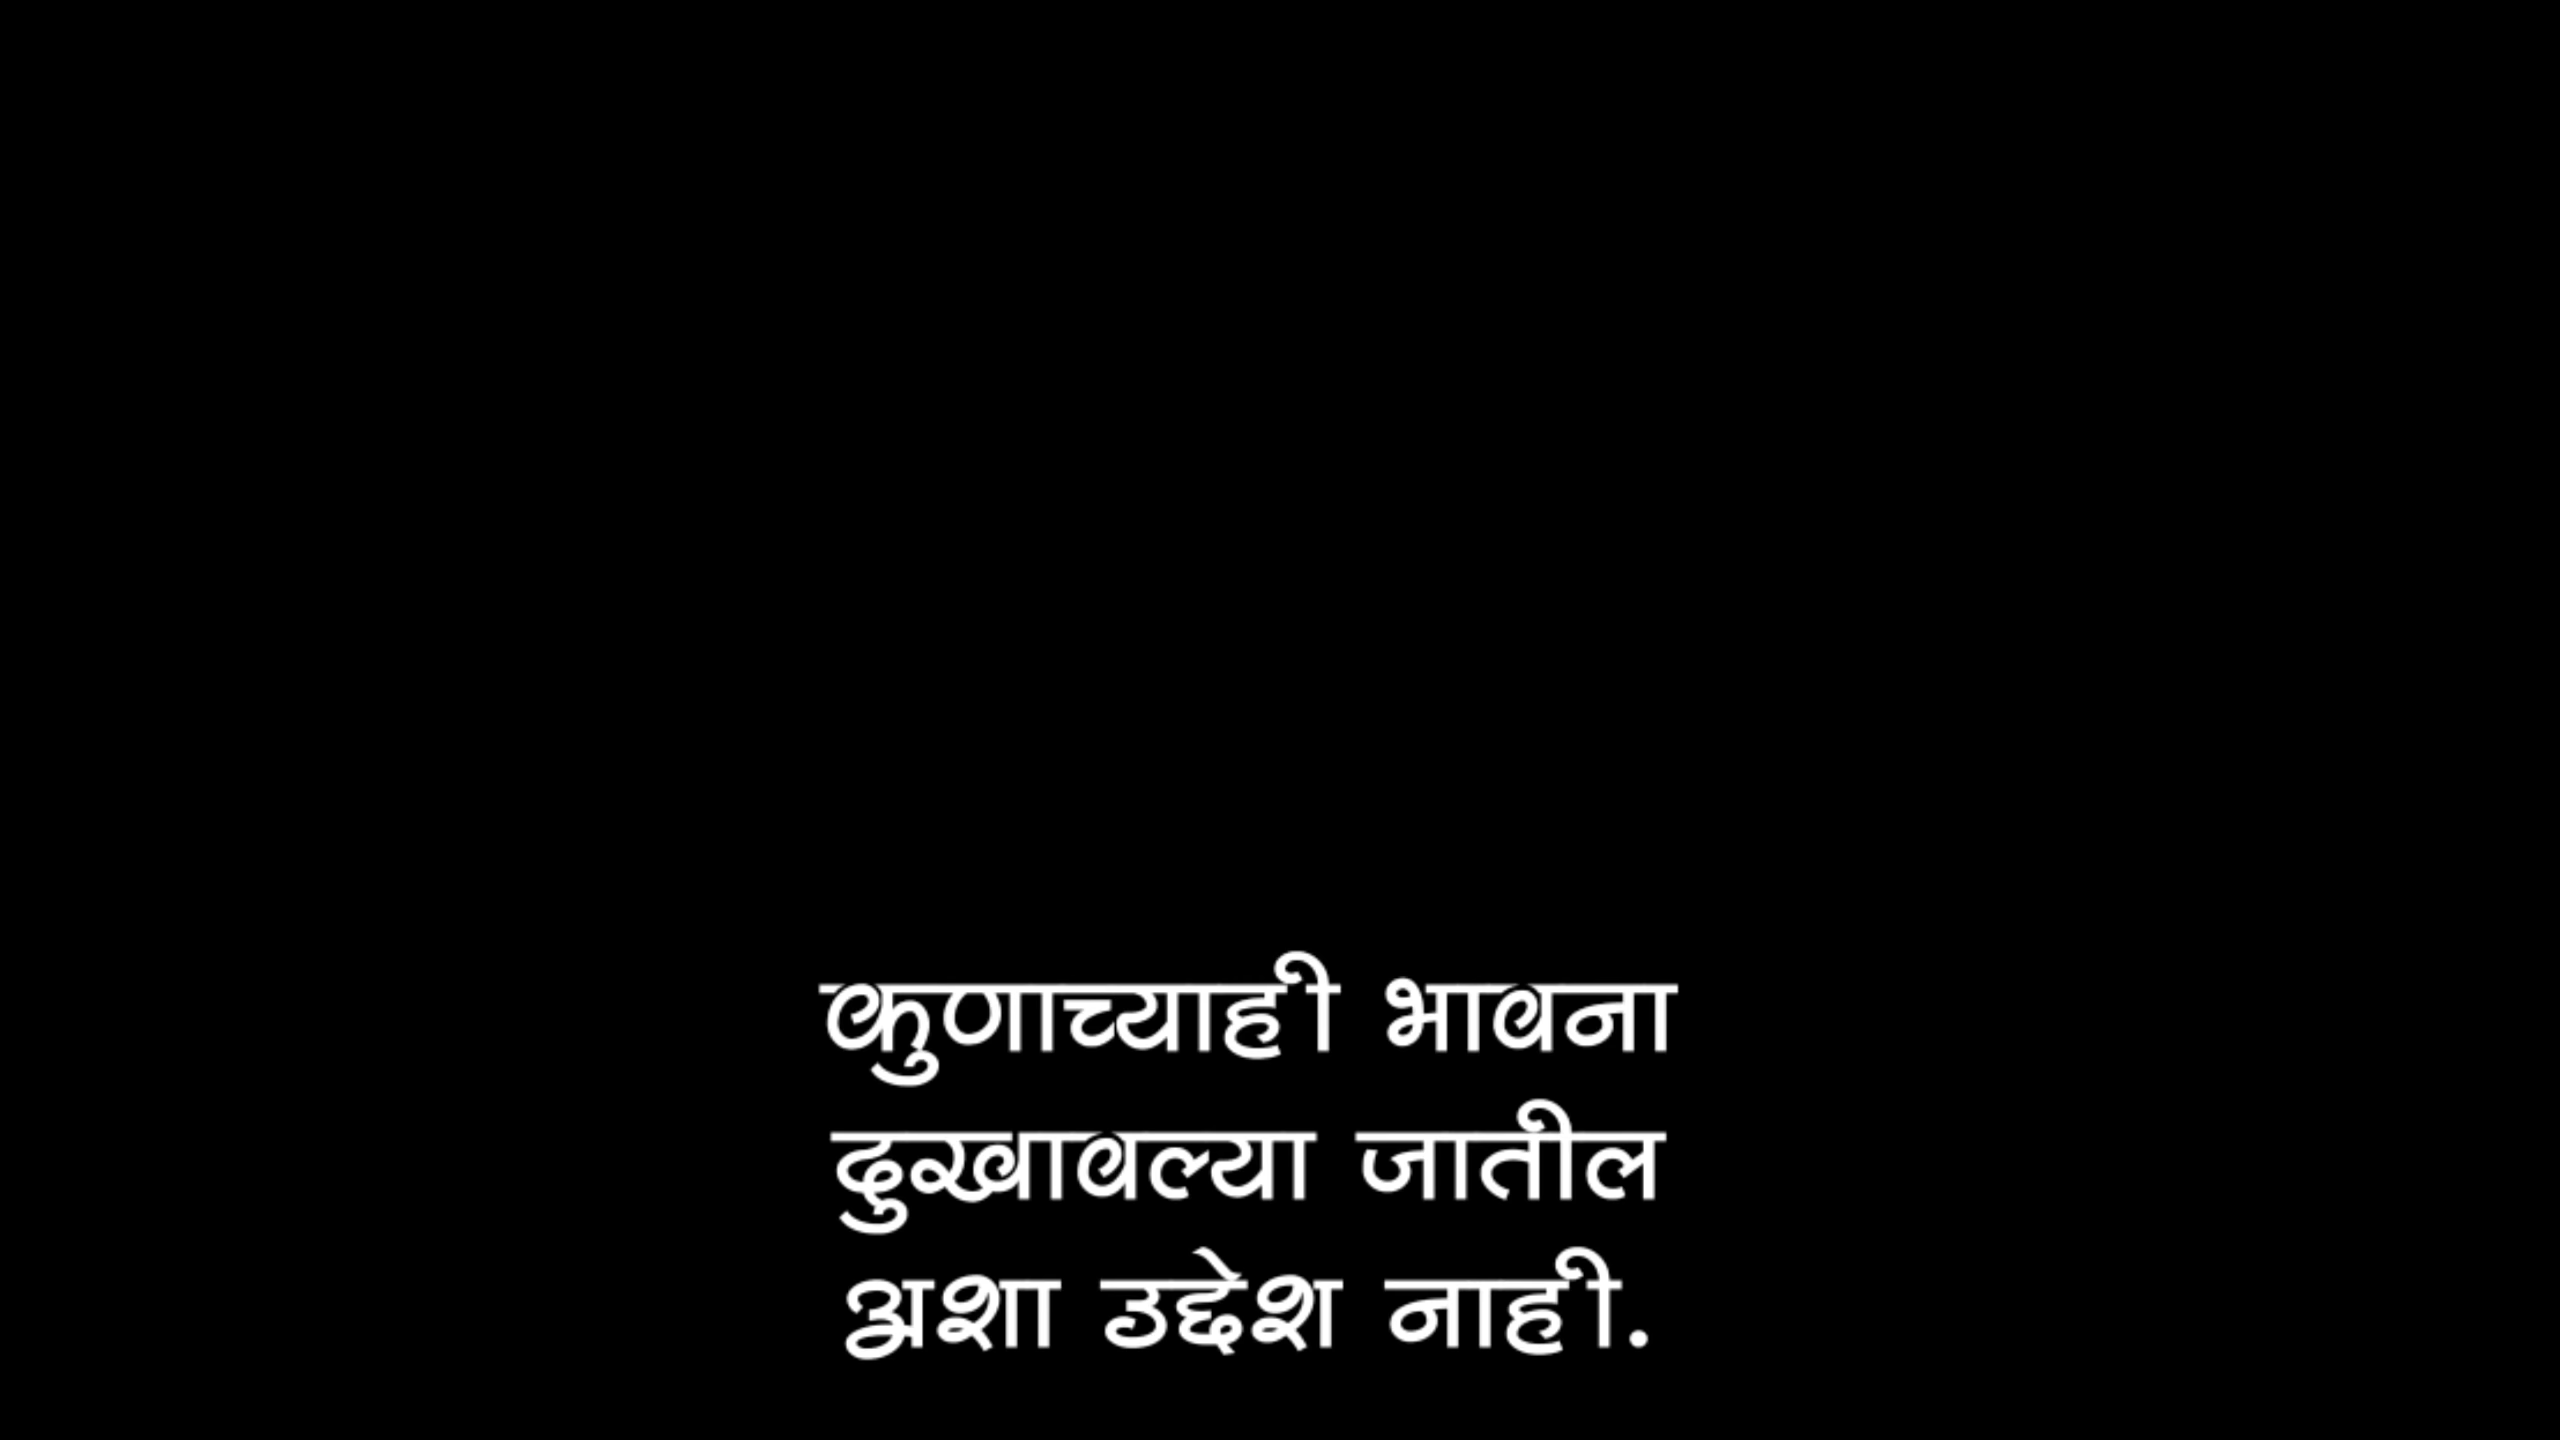 कुणाच्याही भावना
दुखावल्या जातील
अशा उद्देश नाही.